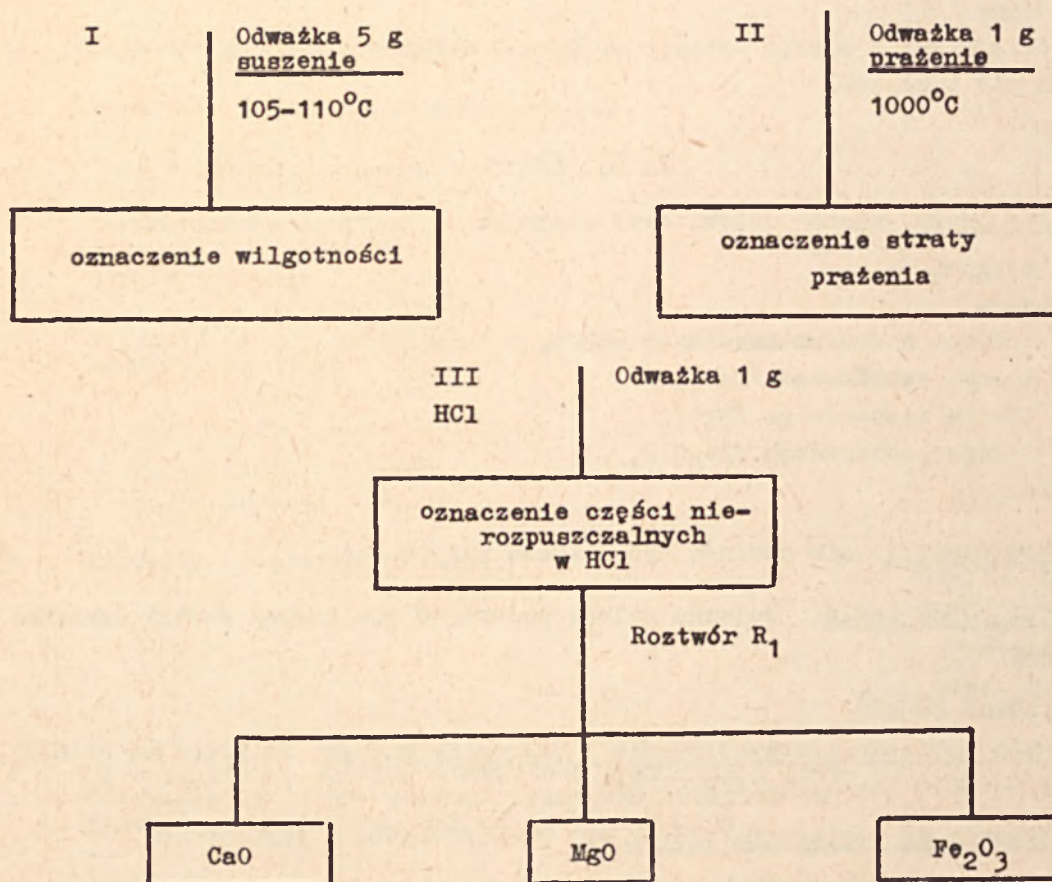 I
Odważka 5 g
suszenie
105-110°C
oznaczenie wilgotności
II
Odważka 1 g
prażenie
1000°C
oznaczenie straty
prażenia
III
HCl
Odważka 1 g
oznaczenie części nie-
rozpuszczalnych
w HCl
Roztwór R₁
CaO
MgO
Fe₂O₃